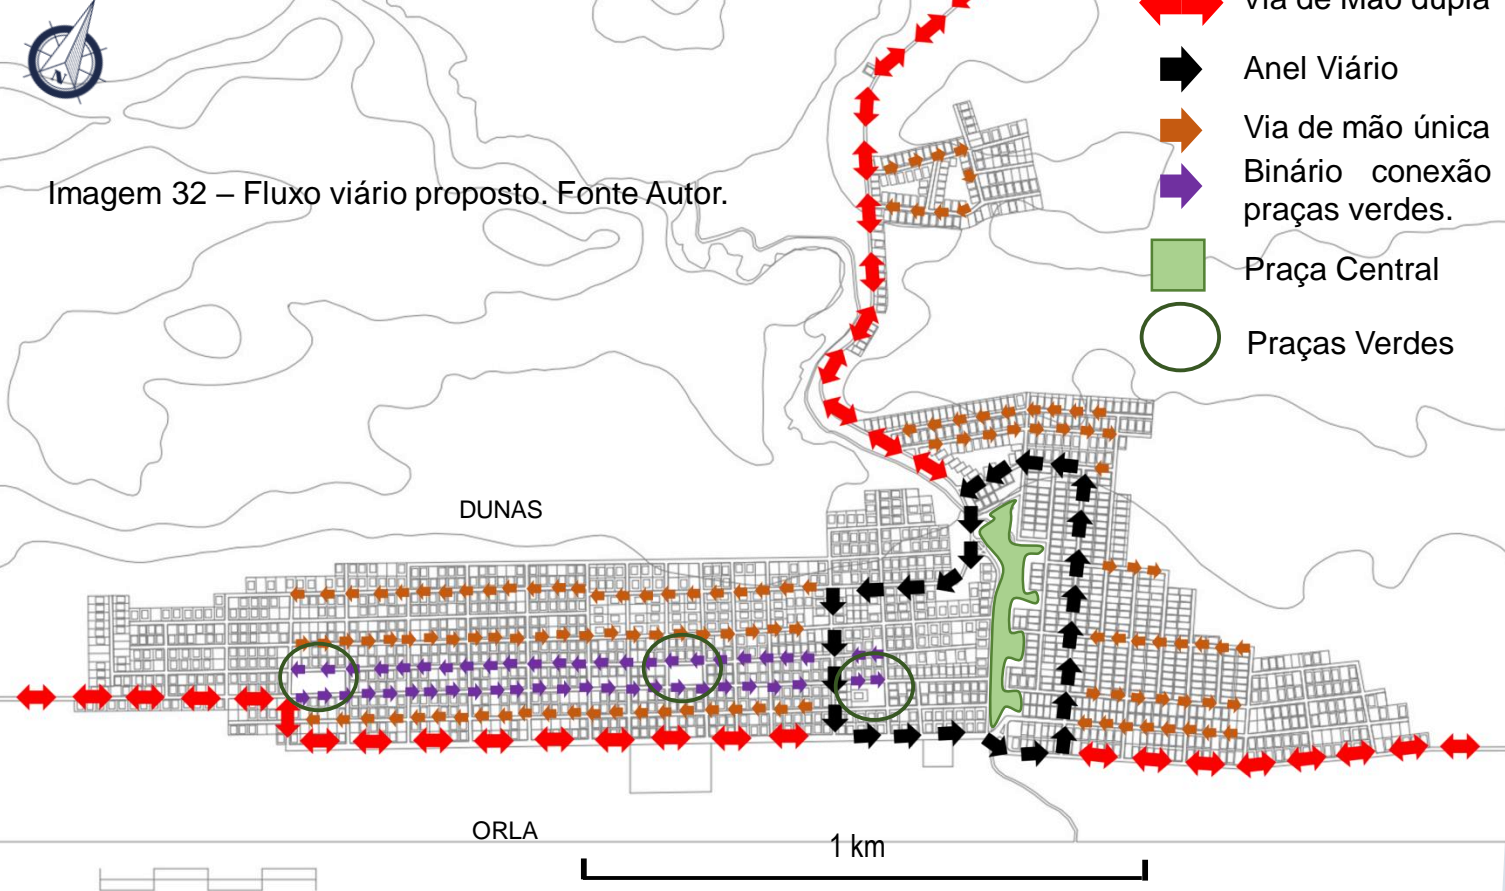 Via de Mão dupla
Anel Viário
Via de mão única
Binário conexão
praças verdes.
Praça Central
Praças Verdes
N
Imagem 32 – Fluxo viário proposto. Fonte Autor.
DUNAS
ORLA
1 km